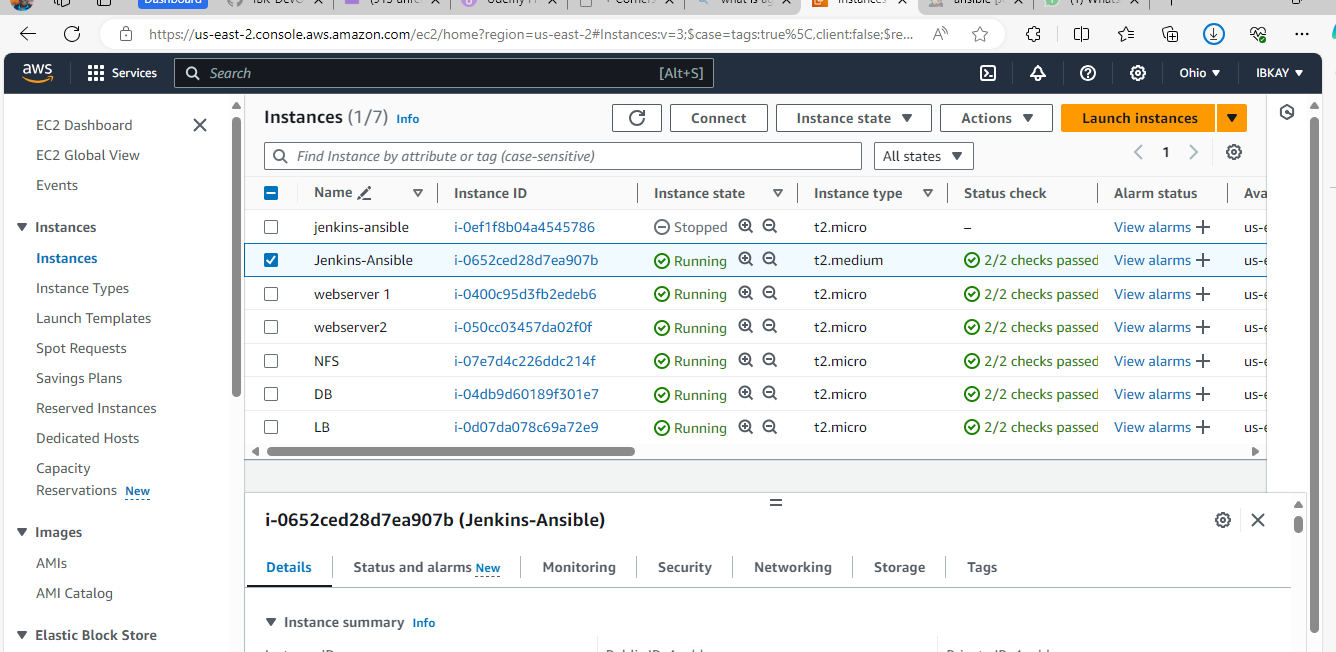 Dashboard
https://us-east-2.console.aws.amazon.com/ec2/home?region=us-east-2#Instances:v=3;$case=tags:true%5C,client:false;$re...
aws
Services
Search
[Alt+S]
Ohio
IBKAY
EC2 Dashboard
EC2 Global View
Events
Instances
Instances
Instance Types
Launch Templates
Spot Requests
Savings Plans
Reserved Instances
Dedicated Hosts
Capacity
Reservations New
Images
AMIs
AMI Catalog
Elastic Block Store
Instances (1/7) Info
Connect
Instance state
Actions
Launch instances
Find Instance by attribute or tag (case-sensitive)
All states
1
Name Instance ID Instance state Instance type Status check Alarm status Ava
jenkins-ansible i-0ef1f8b04a4545786 Stopped t2.micro – View alarms + us-e
Jenkins-Ansible i-0652ced28d7ea907b Running t2.medium 2/2 checks passed View alarms + us-e
webserver 1 i-0400c95d3fb2edeb6 Running t2.micro 2/2 checks passed View alarms + us-e
webserver2 i-050cc03457da02f0f Running t2.micro 2/2 checks passed View alarms + us-e
NFS i-07e7d4c226ddc214f Running t2.micro 2/2 checks passed View alarms + us-e
DB i-04db9d60189f301e7 Running t2.micro 2/2 checks passed View alarms + us-e
LB i-0d07da078c69a72e9 Running t2.micro 2/2 checks passed View alarms + us-e
i-0652ced28d7ea907b (Jenkins-Ansible)
Details
Status and alarms New
Monitoring
Security
Networking
Storage
Tags
Instance summary Info